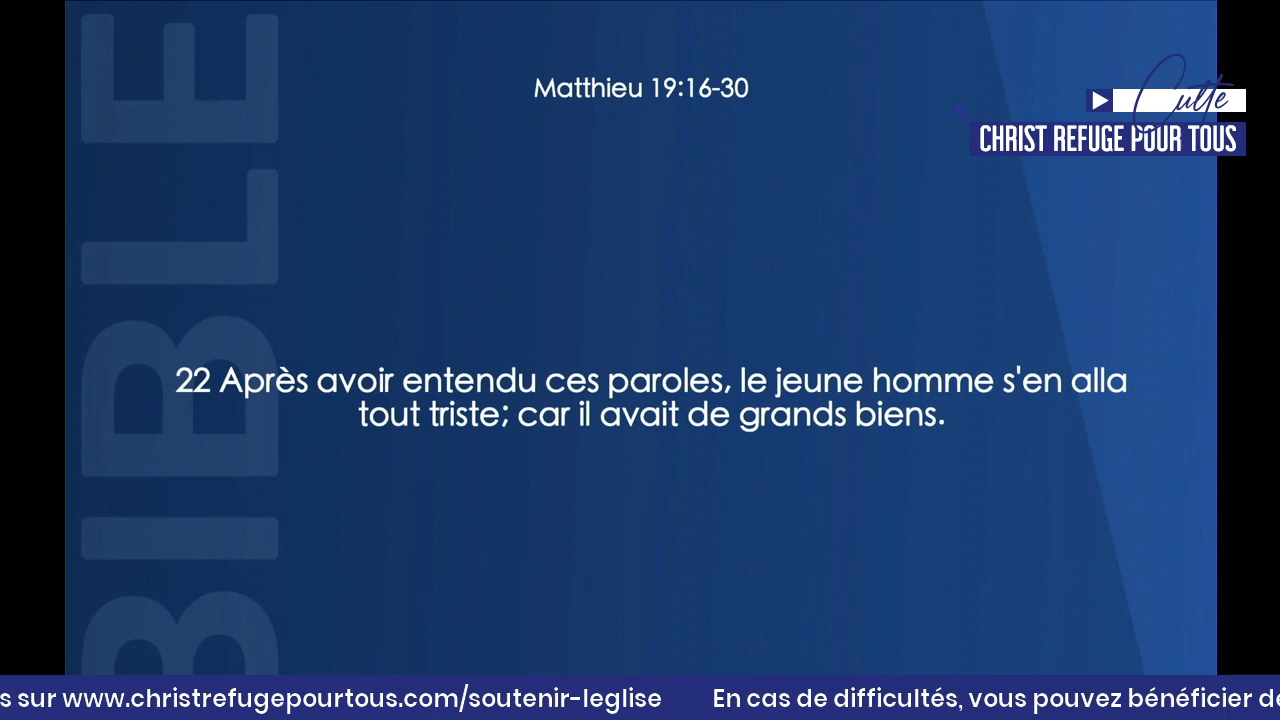 BIBLE
Matthieu 19:16-30
Culte
CHRIST REFUGE POUR TOUS
22 Après avoir entendu ces paroles, le jeune homme s'en alla
tout triste; car il avait de grands biens.
s sur www.christrefugepourtous.com/soutenir-leglise En cas de difficultés, vous pouvez bénéficier de